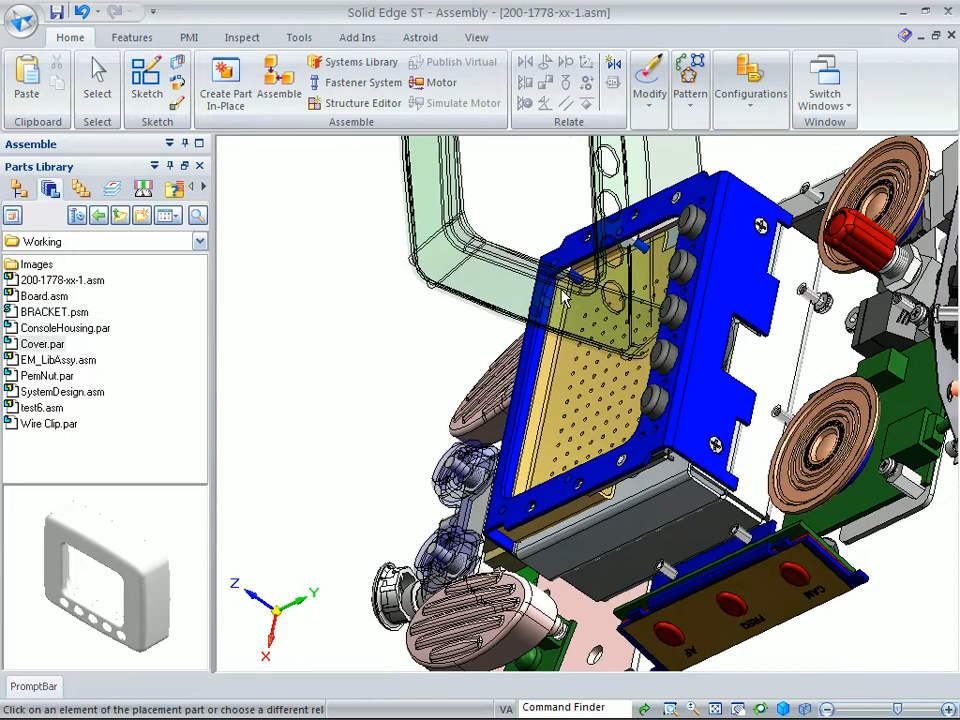 Solid Edge ST - Assembly - [200-1778-xx-1.asm]
Home Features PMI Inspect Tools Add Ins Astroid View
Paste
Clipboard
Select
Select
Sketch
Sketch
Create Part
In-Place
Assemble
Systems Library
Fastener System
Structure Editor
Publish Virtual
Motor
Simulate Motor
Assemble
Relate
Modify
Pattern
Configurations
Switch
Windows
Window
Assemble
Parts Library
Working
Images
200-1778-xx-1.asm
Board.asm
BRACKET.psm
ConsoleHousing.par
Cover.par
EM_LibAssy.asm
PemNut.par
SystemDesign.asm
test6.asm
Wire Clip.par
Z
Y
X
CAM
FREQ
AF
PromptBar
Click on an element of the placement part or choose a different rel
VA
Command Finder